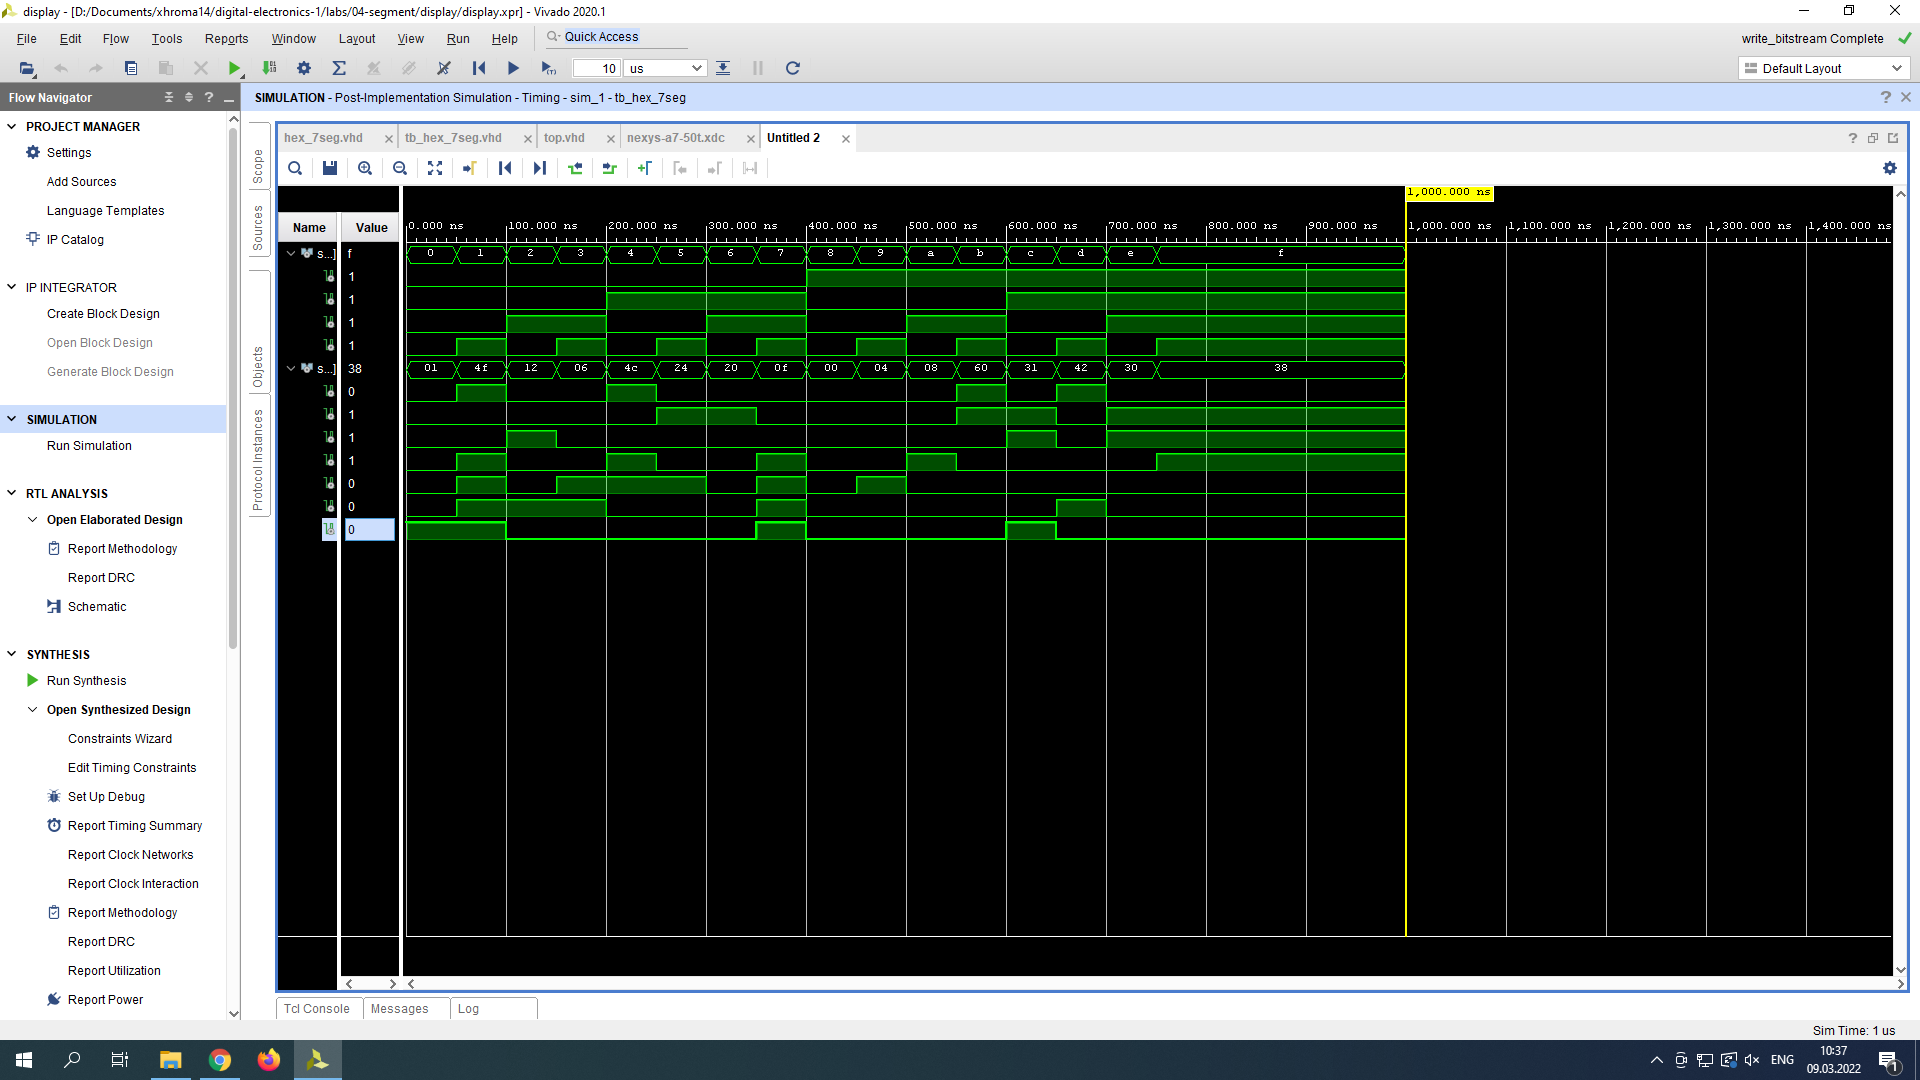 display - [D:/Documents/xhroma14/digital-electronics-1/labs/04-segment/display/display.xpr] - Vivado 2020.1
File Edit Flow Tools Reports Window Layout View Run Help Quick Access
write_bitstream Complete
10 us
Default Layout
Flow Navigator
SIMULATION - Post-Implementation Simulation - Timing - sim_1 - tb_hex_7seg
PROJECT MANAGER
Settings
Add Sources
Language Templates
IP Catalog
IP INTEGRATOR
Create Block Design
Open Block Design
Generate Block Design
SIMULATION
Run Simulation
RTL ANALYSIS
Open Elaborated Design
Report Methodology
Report DRC
Schematic
SYNTHESIS
Run Synthesis
Open Synthesized Design
Constraints Wizard
Edit Timing Constraints
Set Up Debug
Report Timing Summary
Report Clock Networks
Report Clock Interaction
Report Methodology
Report DRC
Report Utilization
Report Power
Scope
Sources
Objects
Protocol Instances
hex_7seg.vhd tb_hex_7seg.vhd top.vhd nexys-a7-50t.xdc Untitled 2
1,000.000 ns
Name Value
0.000 ns 100.000 ns 200.000 ns 300.000 ns 400.000 ns 500.000 ns 600.000 ns 700.000 ns 800.000 ns 900.000 ns 1,000.000 ns 1,100.000 ns 1,200.000 ns 1,300.000 ns 1,400.000 ns
s...] f 0 1 2 3 4 5 6 7 8 9 a b c d e f
1
1
1
1
s...] 38 01 4f 12 06 4c 24 20 0f 00 04 08 60 31 42 30 38
0
1
1
1
0
0
0
Tcl Console Messages Log
Sim Time: 1 us
ENG
10:37
09.03.2022
1